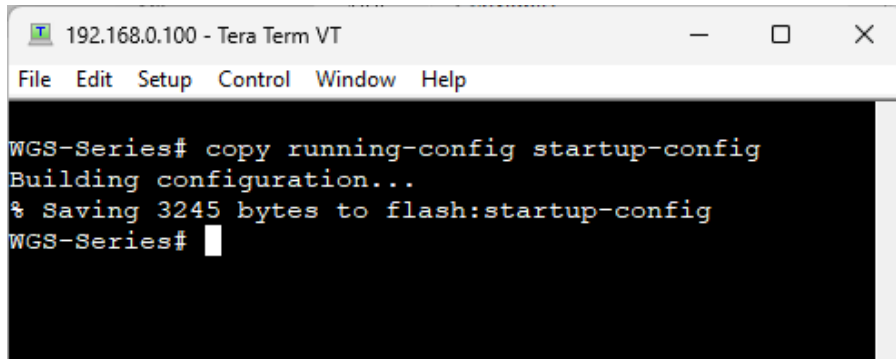 192.168.0.100 - Tera Term VT
File Edit Setup Control Window Help
WGS-Series# copy running-config startup-config
Building configuration...
% Saving 3245 bytes to flash:startup-config
WGS-Series#